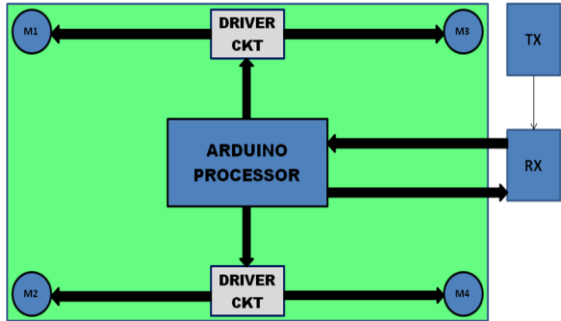 M1
DRIVER
CKT
M3
TX
ARDUINO
PROCESSOR
RX
M2
DRIVER
CKT
M4